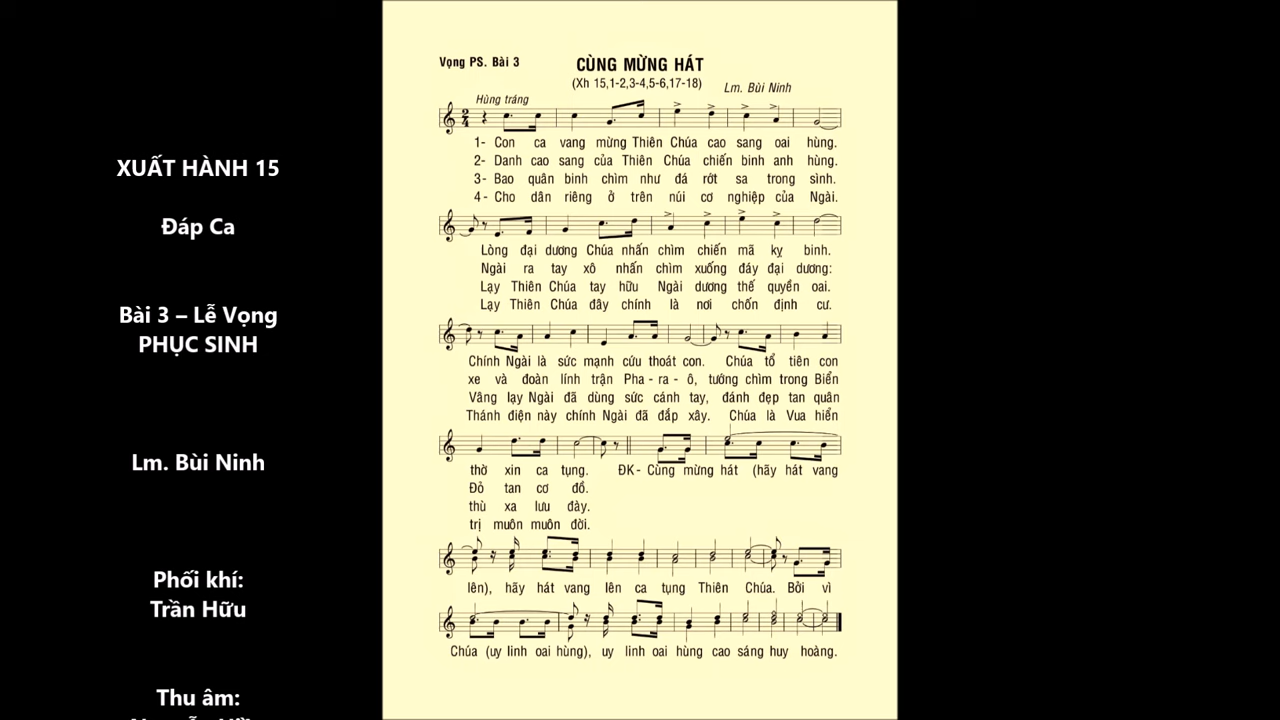 XUẤT HÀNH 15
Đáp Ca
Bài 3 – Lễ Vọng
PHỤC SINH
Lm. Bùi Ninh
Phối khí:
Trần Hữu
Thu âm:
Vọng PS. Bài 3
CÙNG MỪNG HÁT
(Xh 15,1-2,3-4,5-6,17-18)
Lm. Bùi Ninh
Hùng tráng
2
4
1- Con ca vang mừng Thiên Chúa cao sang oai hùng.
2- Danh cao sang của Thiên Chúa chiến binh anh hùng.
3- Bao quân binh chìm như đá rớt sa trong sình.
4- Cho dân riêng ở trên núi cơ nghiệp của Ngài.
Lòng đại dương Chúa nhấn chìm chiến mã kỵ binh.
Ngài ra tay xô nhấn chìm xuống đáy đại dương:
Lạy Thiên Chúa tay hữu Ngài dương thế quyền oai.
Lạy Thiên Chúa đây chính là nơi chốn định cư.
Chính Ngài là sức mạnh cứu thoát con. Chúa tổ tiên con
xe và đoàn lính trận Pha - ra - ô, tướng chìm trong Biển
Vâng lạy Ngài đã dùng sức cánh tay, đánh đẹp tan quân
Thánh điện này chính Ngài đã đắp xây. Chúa là Vua hiển
thờ xin ca tụng. ĐK- Cùng mừng hát (hãy hát vang
Đỏ tan cơ đồ.
thù xa lưu đày.
trị muôn muôn đời.
lên), hãy hát vang lên ca tụng Thiên Chúa. Bởi vì
Chúa (uy linh oai hùng), uy linh oai hùng cao sáng huy hoàng.